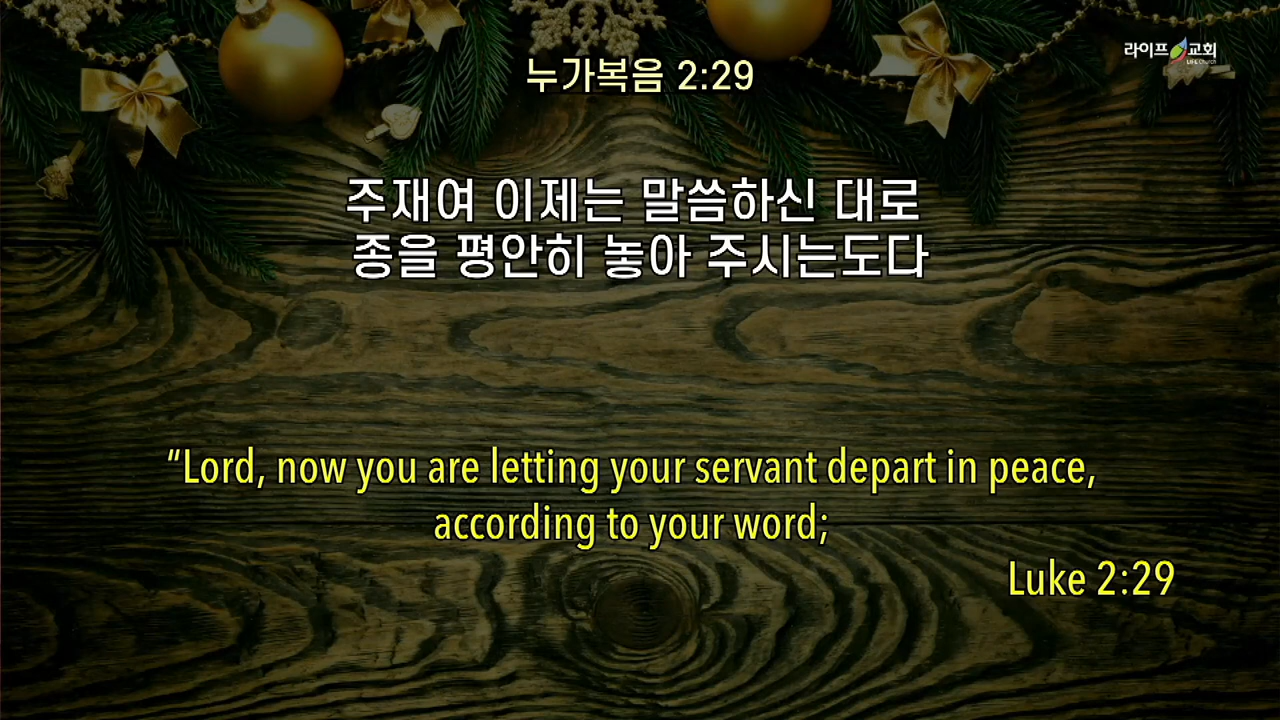 라이프 교회
LIFE Church
누가복음 2:29
주재여 이제는 말씀하신 대로
종을 평안히 놓아 주시는도다
“Lord, now you are letting your servant depart in peace,
according to your word;
Luke 2:29